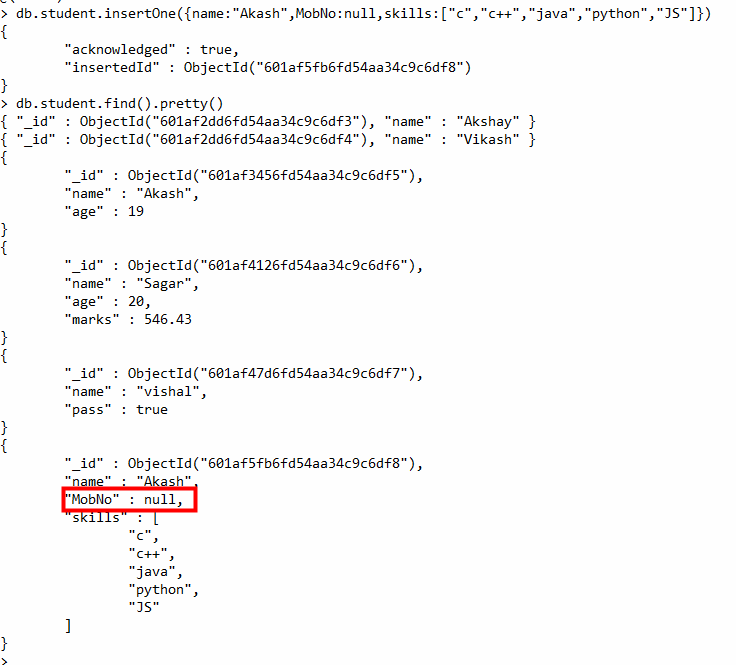 > db.student.insertOne({name:"Akash",MobNo:null,skills:["c","c++","java","python","JS"]})
{
        "acknowledged" : true,
        "insertedId" : ObjectId("601af5fb6fd54aa34c9c6df8")
}
> db.student.find().pretty()
{ "_id" : ObjectId("601af2dd6fd54aa34c9c6df3"), "name" : "Akshay" }
{ "_id" : ObjectId("601af2dd6fd54aa34c9c6df4"), "name" : "Vikash" }
{
        "_id" : ObjectId("601af3456fd54aa34c9c6df5"),
        "name" : "Akash",
        "age" : 19
}
{
        "_id" : ObjectId("601af4126fd54aa34c9c6df6"),
        "name" : "Sagar",
        "age" : 20,
        "marks" : 546.43
}
{
        "_id" : ObjectId("601af47d6fd54aa34c9c6df7"),
        "name" : "vishal",
        "pass" : true
}
{
        "_id" : ObjectId("601af5fb6fd54aa34c9c6df8"),
        "name" : "Akash",
        "MobNo" : null,
        "skills" : [
                "c",
                "c++",
                "java",
                "python",
                "JS"
        ]
}
>